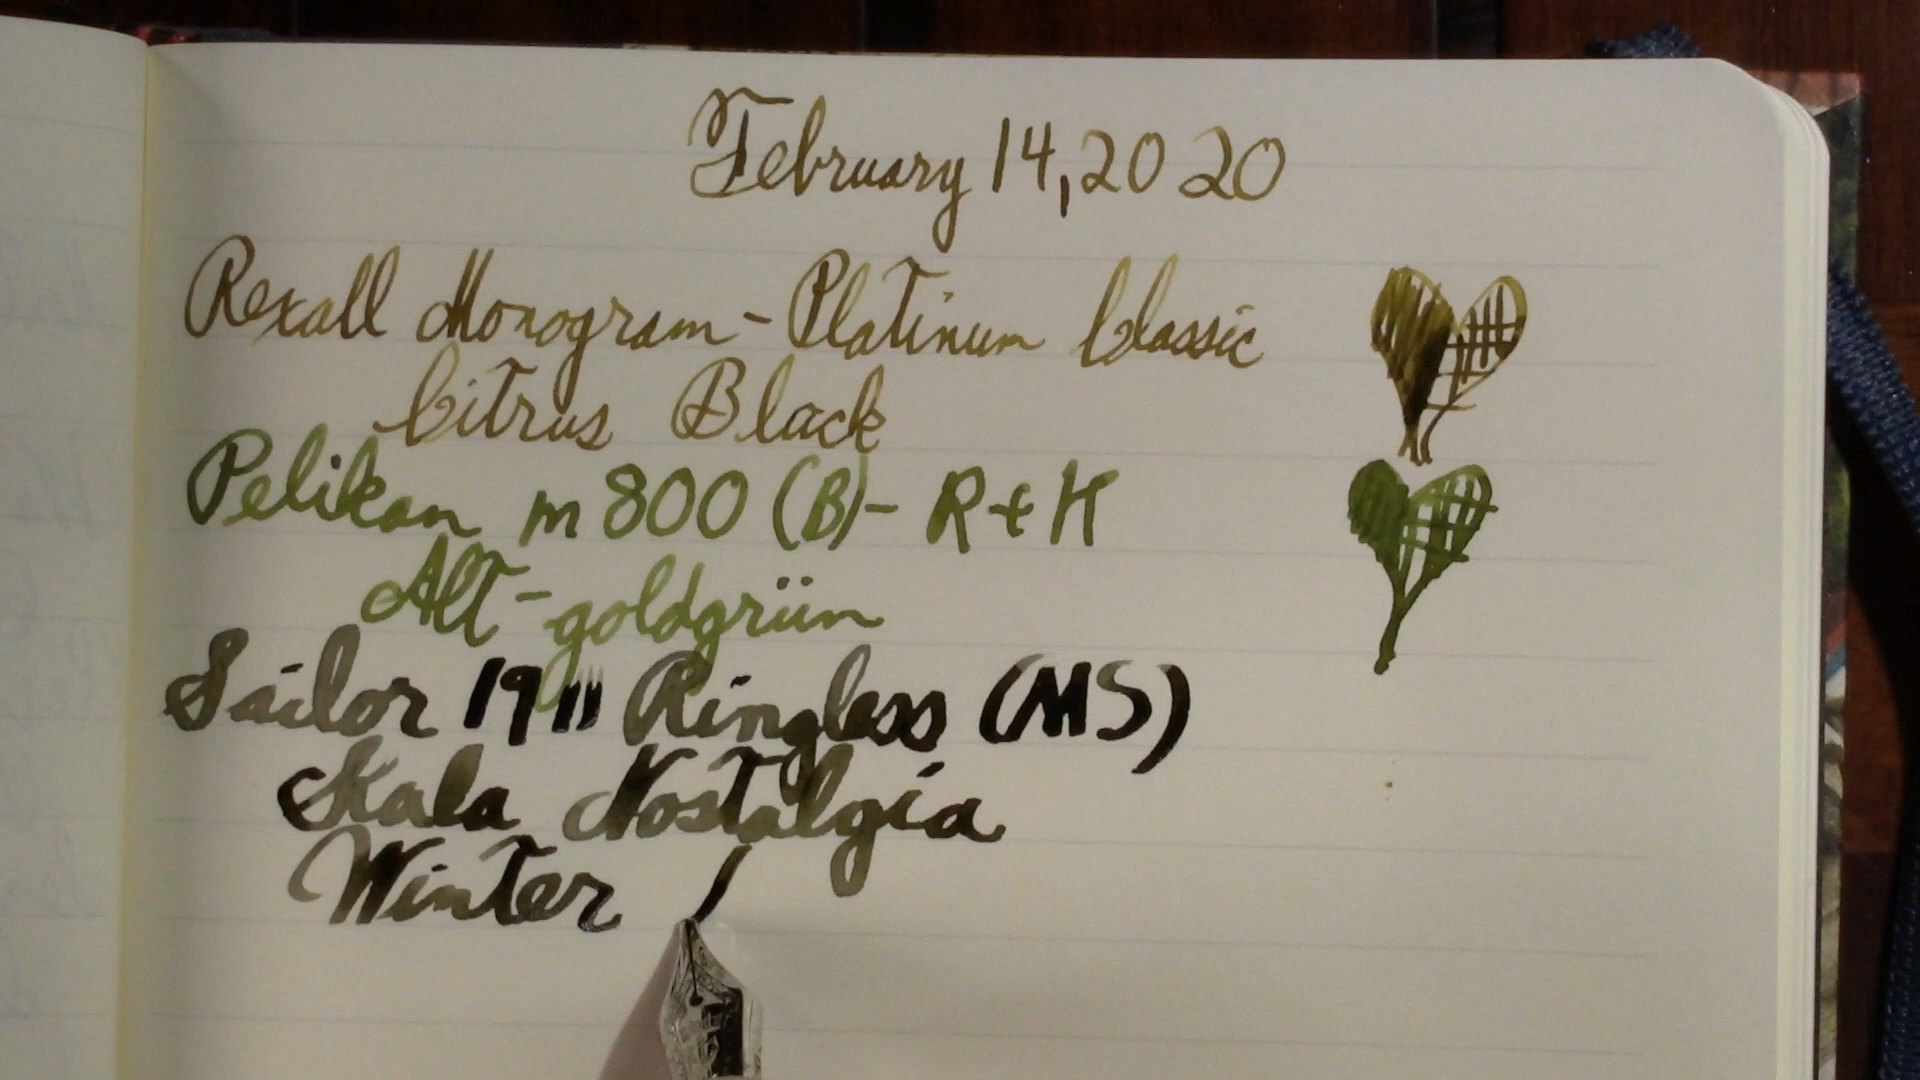 February 14, 2020
Rexall Monogram - Platinum Classic
Citrus Black
Pelikan m800 (B) - R + K
Alt-goldgrün
Sailor 1911 Ringless (MS)
Kala Nostalgia
Winter